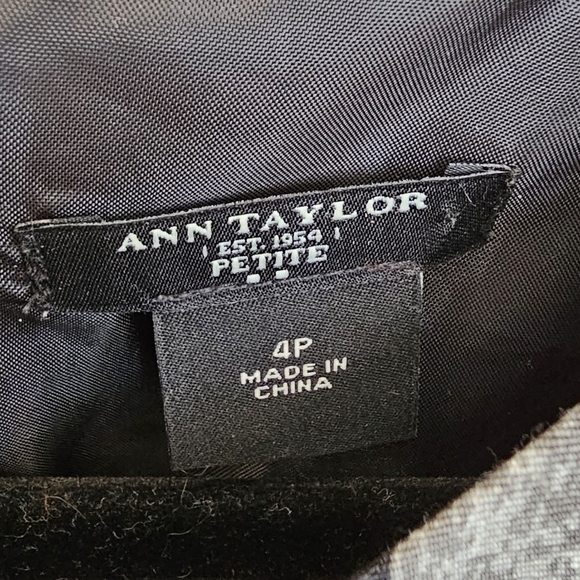 ANN TAYLOR
EST. 1954
PETITE
4P
MADE IN
CHINA